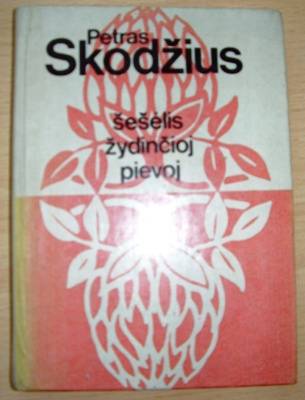 Petras
Skodžius
šešėlis
žydinčioj
pievoj